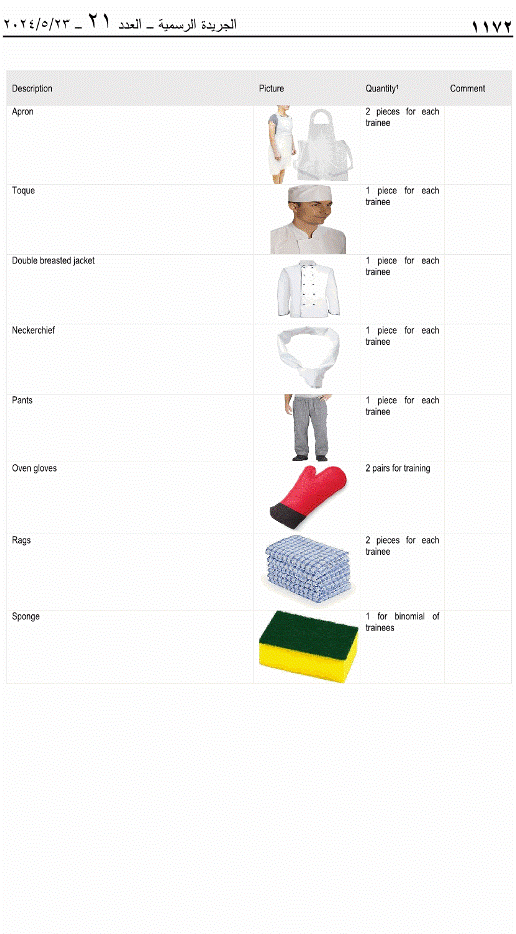 ١١٧٢ الجريدة الرسمية ـ العدد ٢١ ـ ٢٠٢٤/٥/٢٣
Description Picture Quantity¹ Comment
Apron 2 pieces for each
trainee
Toque 1 piece for each
trainee
Double breasted jacket 1 piece for each
trainee
Neckerchief 1 piece for each
trainee
Pants 1 piece for each
trainee
Oven gloves 2 pairs for training
Rags 2 pieces for each
trainee
Sponge 1 for binomial of
trainees